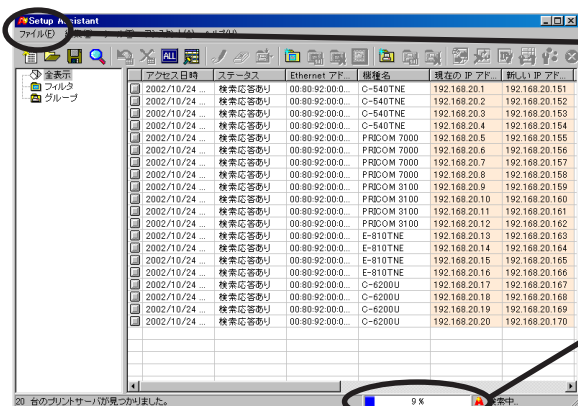 Setup Assistant
ファイル(F)
ALL
全表示
フィルタ
グループ
アクセス日時 ステータス Ethernet アド... 機種名 現在の IP アド... 新しい IP アド...
2002/10/24 ... 検索応答あり 00:80:92:00:0... C-540TNE 192.168.20.1 192.168.20.151
2002/10/24 ... 検索応答あり 00:80:92:00:0... C-540TNE 192.168.20.2 192.168.20.152
2002/10/24 ... 検索応答あり 00:80:92:00:0... C-540TNE 192.168.20.3 192.168.20.153
2002/10/24 ... 検索応答あり 00:80:92:00:0... C-540TNE 192.168.20.4 192.168.20.154
2002/10/24 ... 検索応答あり 00:80:92:00:0... PRICOM 7000 192.168.20.5 192.168.20.155
2002/10/24 ... 検索応答あり 00:80:92:00:0... PRICOM 7000 192.168.20.6 192.168.20.156
2002/10/24 ... 検索応答あり 00:80:92:00:0... PRICOM 7000 192.168.20.7 192.168.20.157
2002/10/24 ... 検索応答あり 00:80:92:00:0... PRICOM 7000 192.168.20.8 192.168.20.158
2002/10/24 ... 検索応答あり 00:80:92:00:0... PRICOM 3100 192.168.20.9 192.168.20.159
2002/10/24 ... 検索応答あり 00:80:92:00:0... PRICOM 3100 192.168.20.10 192.168.20.160
2002/10/24 ... 検索応答あり 00:80:92:00:0... PRICOM 3100 192.168.20.11 192.168.20.161
2002/10/24 ... 検索応答あり 00:80:92:00:0... PRICOM 3100 192.168.20.12 192.168.20.162
2002/10/24 ... 検索応答あり 00:80:92:00:0... E-810TNE 192.168.20.13 192.168.20.163
2002/10/24 ... 検索応答あり 00:80:92:00:0... E-810TNE 192.168.20.14 192.168.20.164
2002/10/24 ... 検索応答あり 00:80:92:00:0... E-810TNE 192.168.20.15 192.168.20.165
2002/10/24 ... 検索応答あり 00:80:92:00:0... E-810TNE 192.168.20.16 192.168.20.166
2002/10/24 ... 検索応答あり 00:80:92:00:0... C-6200U 192.168.20.17 192.168.20.167
2002/10/24 ... 検索応答あり 00:80:92:00:0... C-6200U 192.168.20.18 192.168.20.168
2002/10/24 ... 検索応答あり 00:80:92:00:0... C-6200U 192.168.20.19 192.168.20.169
2002/10/24 ... 検索応答あり 00:80:92:00:0... C-6200U 192.168.20.20 192.168.20.170
20 台のプリントサーバが見つかりました。 9 % 検索中..